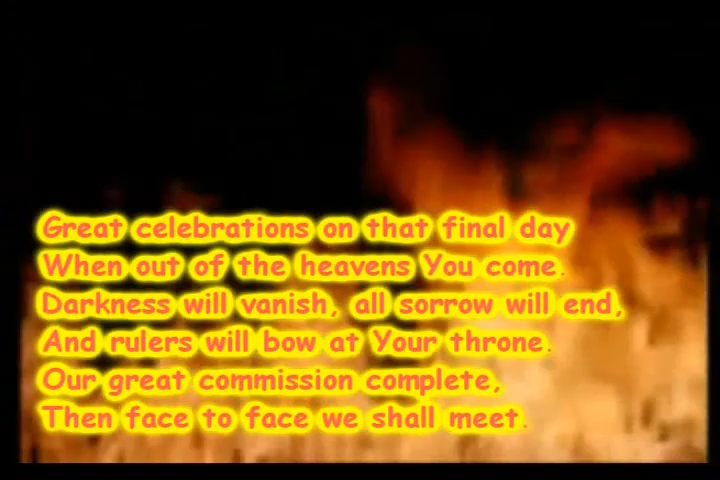 Great celebrations on that final day
When out of the heavens You come.
Darkness will vanish, all sorrow will end,
And rulers will bow at Your throne.
Our great commission complete,
Then face to face we shall meet.